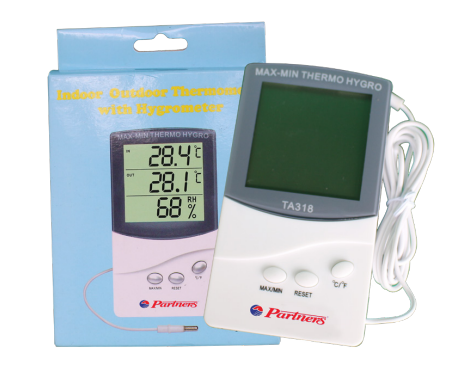 Indoor Outdoor Thermome
with Hygrometer
MAX-MIN THERMO HYGRO
IN 28.4°C
OUT 28.1°C
68 RH %
MAX/MIN RESET °C/°F
Partners
MAX-MIN THERMO HYGRO
TA318
MAX/MIN RESET °C/°F
Partners